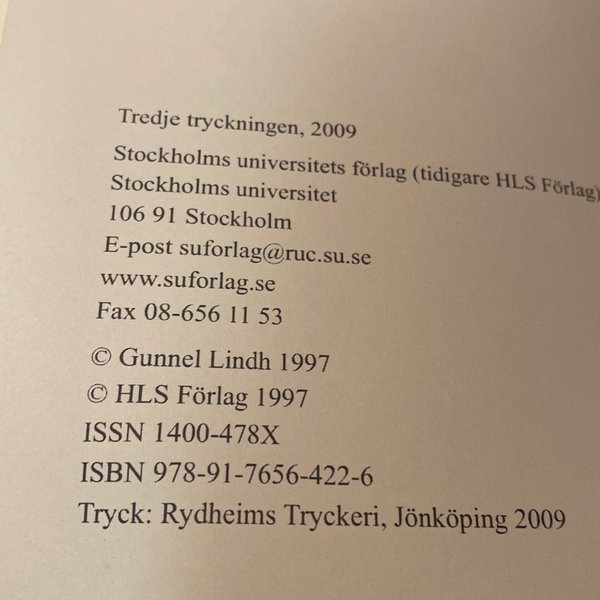 Tredje tryckningen, 2009
Stockholms universitets förlag (tidigare HLS Förlag)
Stockholms universitet
106 91 Stockholm
E-post suforlag@ruc.su.se
www.suforlag.se
Fax 08-656 11 53
© Gunnel Lindh 1997
© HLS Förlag 1997
ISSN 1400-478X
ISBN 978-91-7656-422-6
Tryck: Rydheims Tryckeri, Jönköping 2009